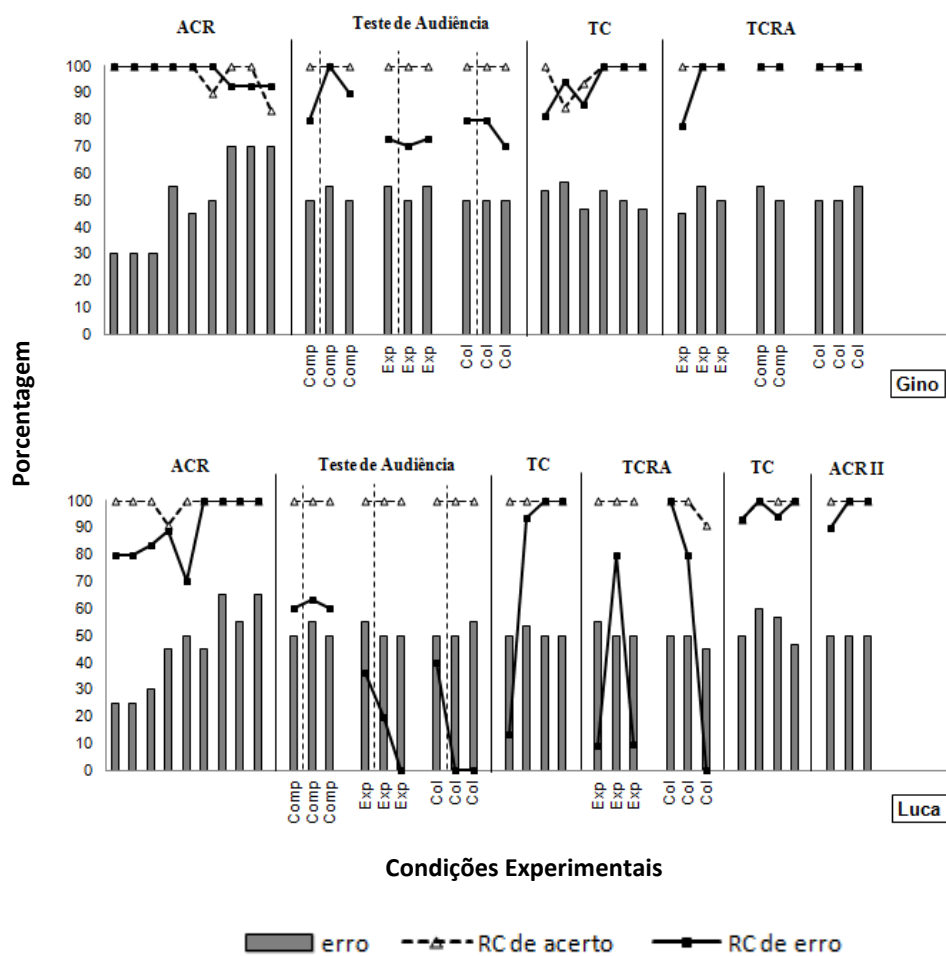 ACR Teste de Audiência TC TCRA
100
90
80
70
60
50
40
30
20
10
0
Comp Comp Comp Exp Exp Exp Col Col Col Exp Exp Exp Comp Comp Col Col Col
Gino
Porcentagem
ACR Teste de Audiência TC TCRA TC ACR II
100
90
80
70
60
50
40
30
20
10
0
Comp Comp Comp Exp Exp Exp Col Col Col Exp Exp Exp Col Col Col
Luca
Condições Experimentais
erro RC de acerto RC de erro